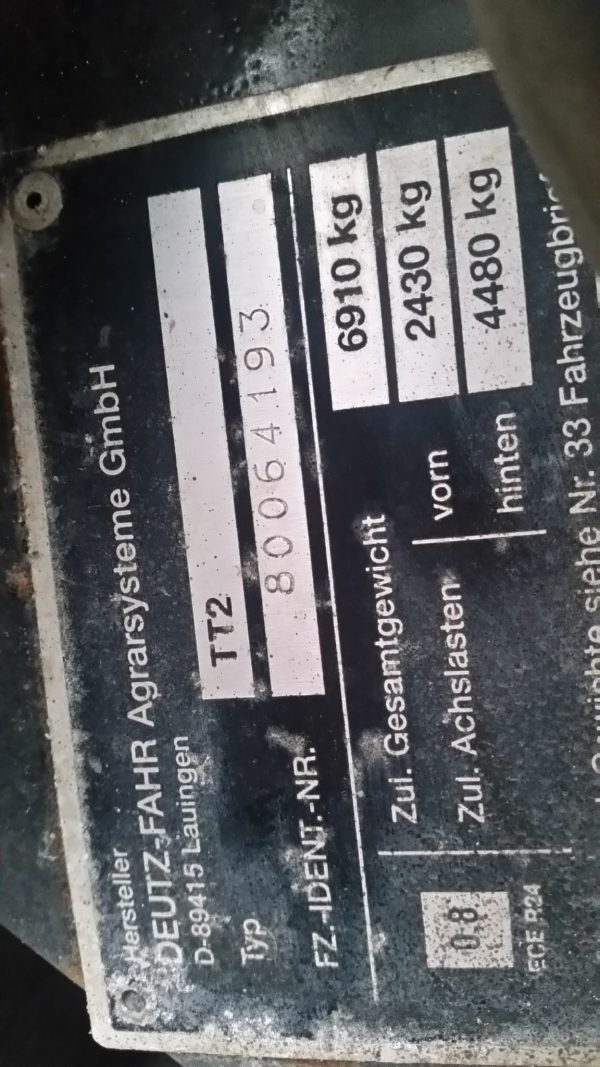 Hersteller
DEUTZ-FAHR Agrarsysteme GmbH
D-89415 Lauingen
Typ TT2
FZ.-IDENT.-NR. 80064193
Zul. Gesamtgewicht 6910 kg
Zul. Achslasten vorn 2430 kg
hinten 4480 kg
0.8
ECE R24
siehe Nr. 33